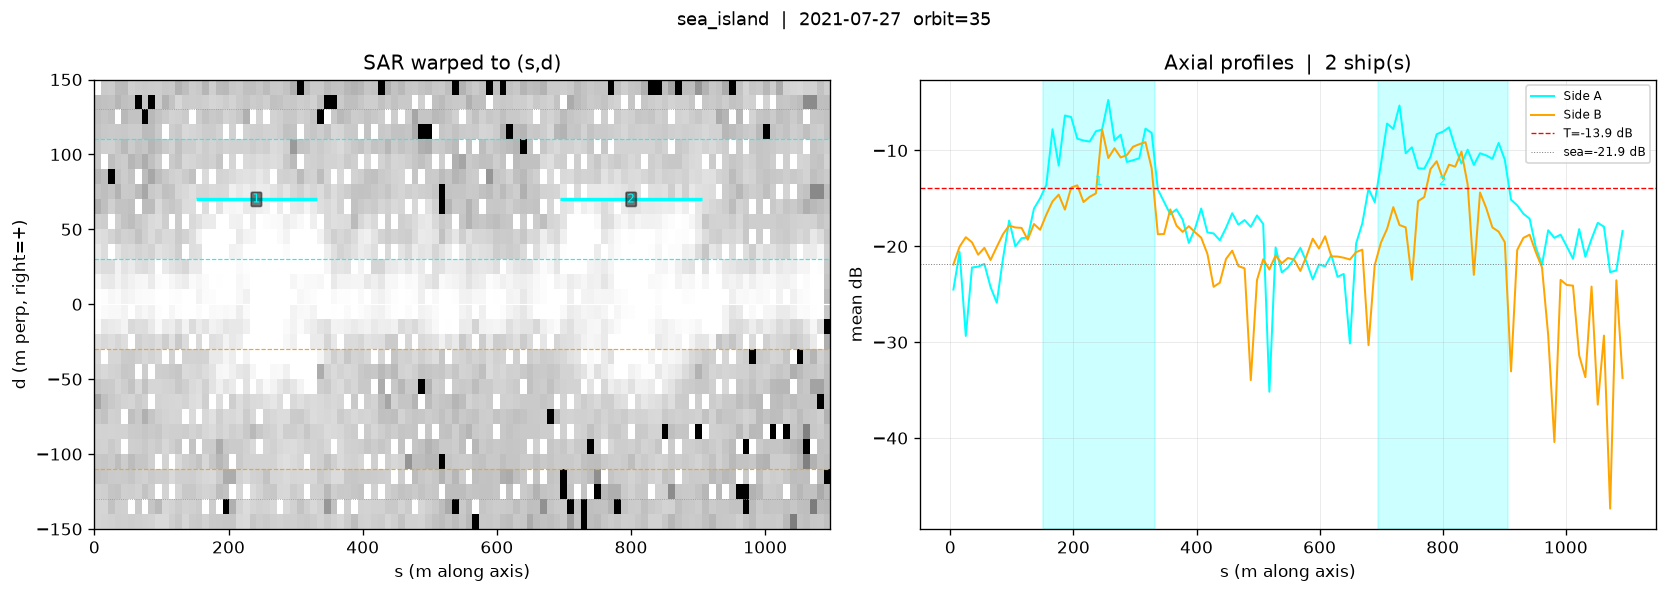 sea_island  |  2021-07-27  orbit=35
SAR warped to (s,d)
150
100
50
0
−50
−100
−150
d (m perp, right=+)
1
2
0
200
400
600
800
1000
s (m along axis)
Axial profiles  |  2 ship(s)
−10
−20
−30
−40
mean dB
Side A
Side B
T=-13.9 dB
sea=-21.9 dB
1
2
0
200
400
600
800
1000
s (m along axis)